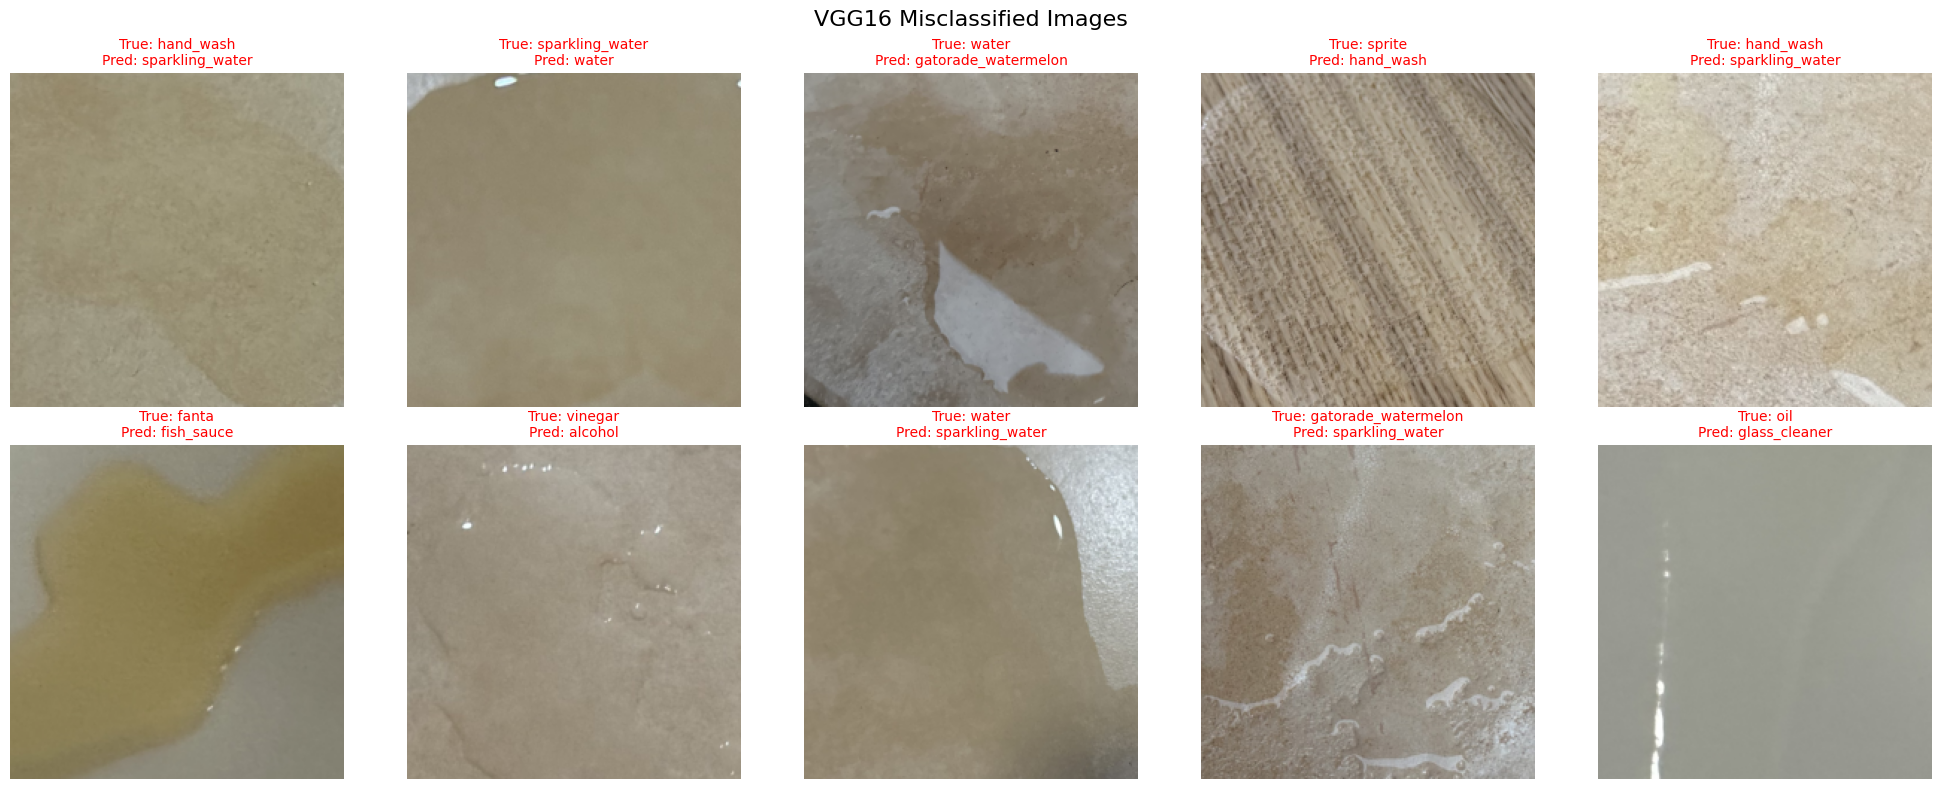 VGG16 Misclassified Images
True: hand_wash
Pred: sparkling_water
True: sparkling_water
Pred: water
True: water
Pred: gatorade_watermelon
True: sprite
Pred: hand_wash
True: hand_wash
Pred: sparkling_water
True: fanta
Pred: fish_sauce
True: vinegar
Pred: alcohol
True: water
Pred: sparkling_water
True: gatorade_watermelon
Pred: sparkling_water
True: oil
Pred: glass_cleaner